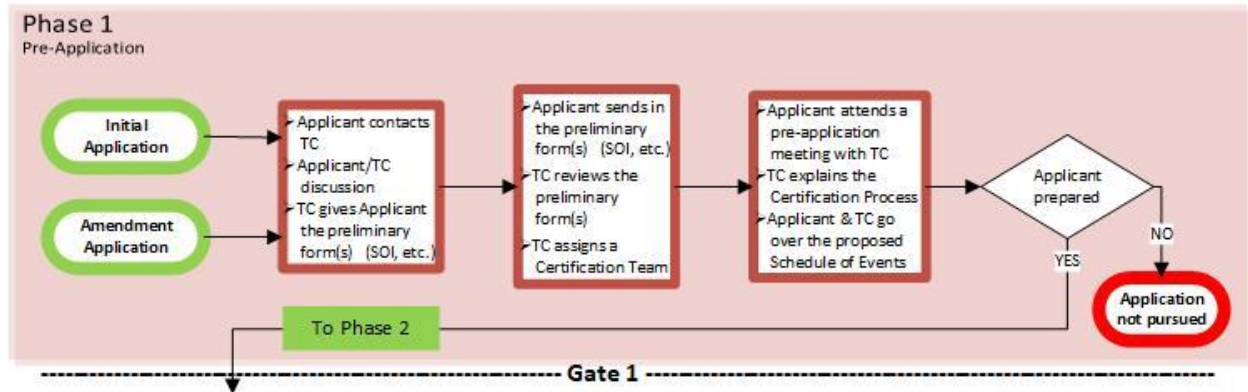 Phase 1
Pre-Application
Initial
Application
Amendment
Application
➢Applicant contacts
TC
➢Applicant/TC
discussion
➢TC gives Applicant
the preliminary
form(s) (SOI, etc.)
➢Applicant sends in
the preliminary
form(s) (SOI, etc.)
➢TC reviews the
preliminary
form(s)
➢TC assigns a
Certification Team
➢Applicant attends a
pre-application
meeting with TC
➢TC explains the
Certification Process
➢Applicant & TC go
over the proposed
Schedule of Events
Applicant
prepared
NO
YES
Application
not pursued
To Phase 2
Gate 1